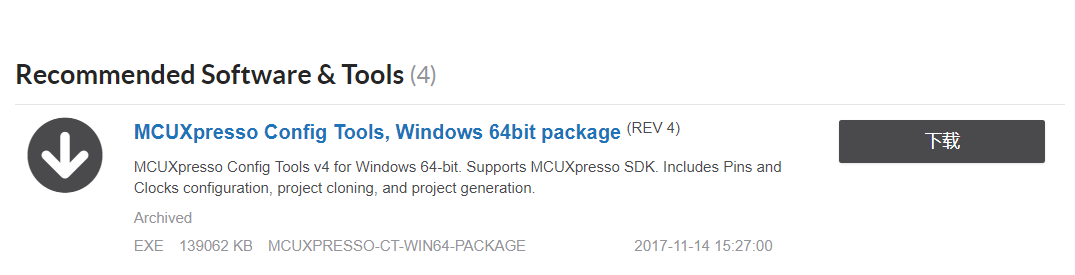 Recommended Software & Tools (4)
MCUXpresso Config Tools, Windows 64bit package (REV 4)
下载
MCUXpresso Config Tools v4 for Windows 64-bit. Supports MCUXpresso SDK. Includes Pins and
Clocks configuration, project cloning, and project generation.
Archived
EXE 139062 KB MCUXPRESSO-CT-WIN64-PACKAGE 2017-11-14 15:27:00